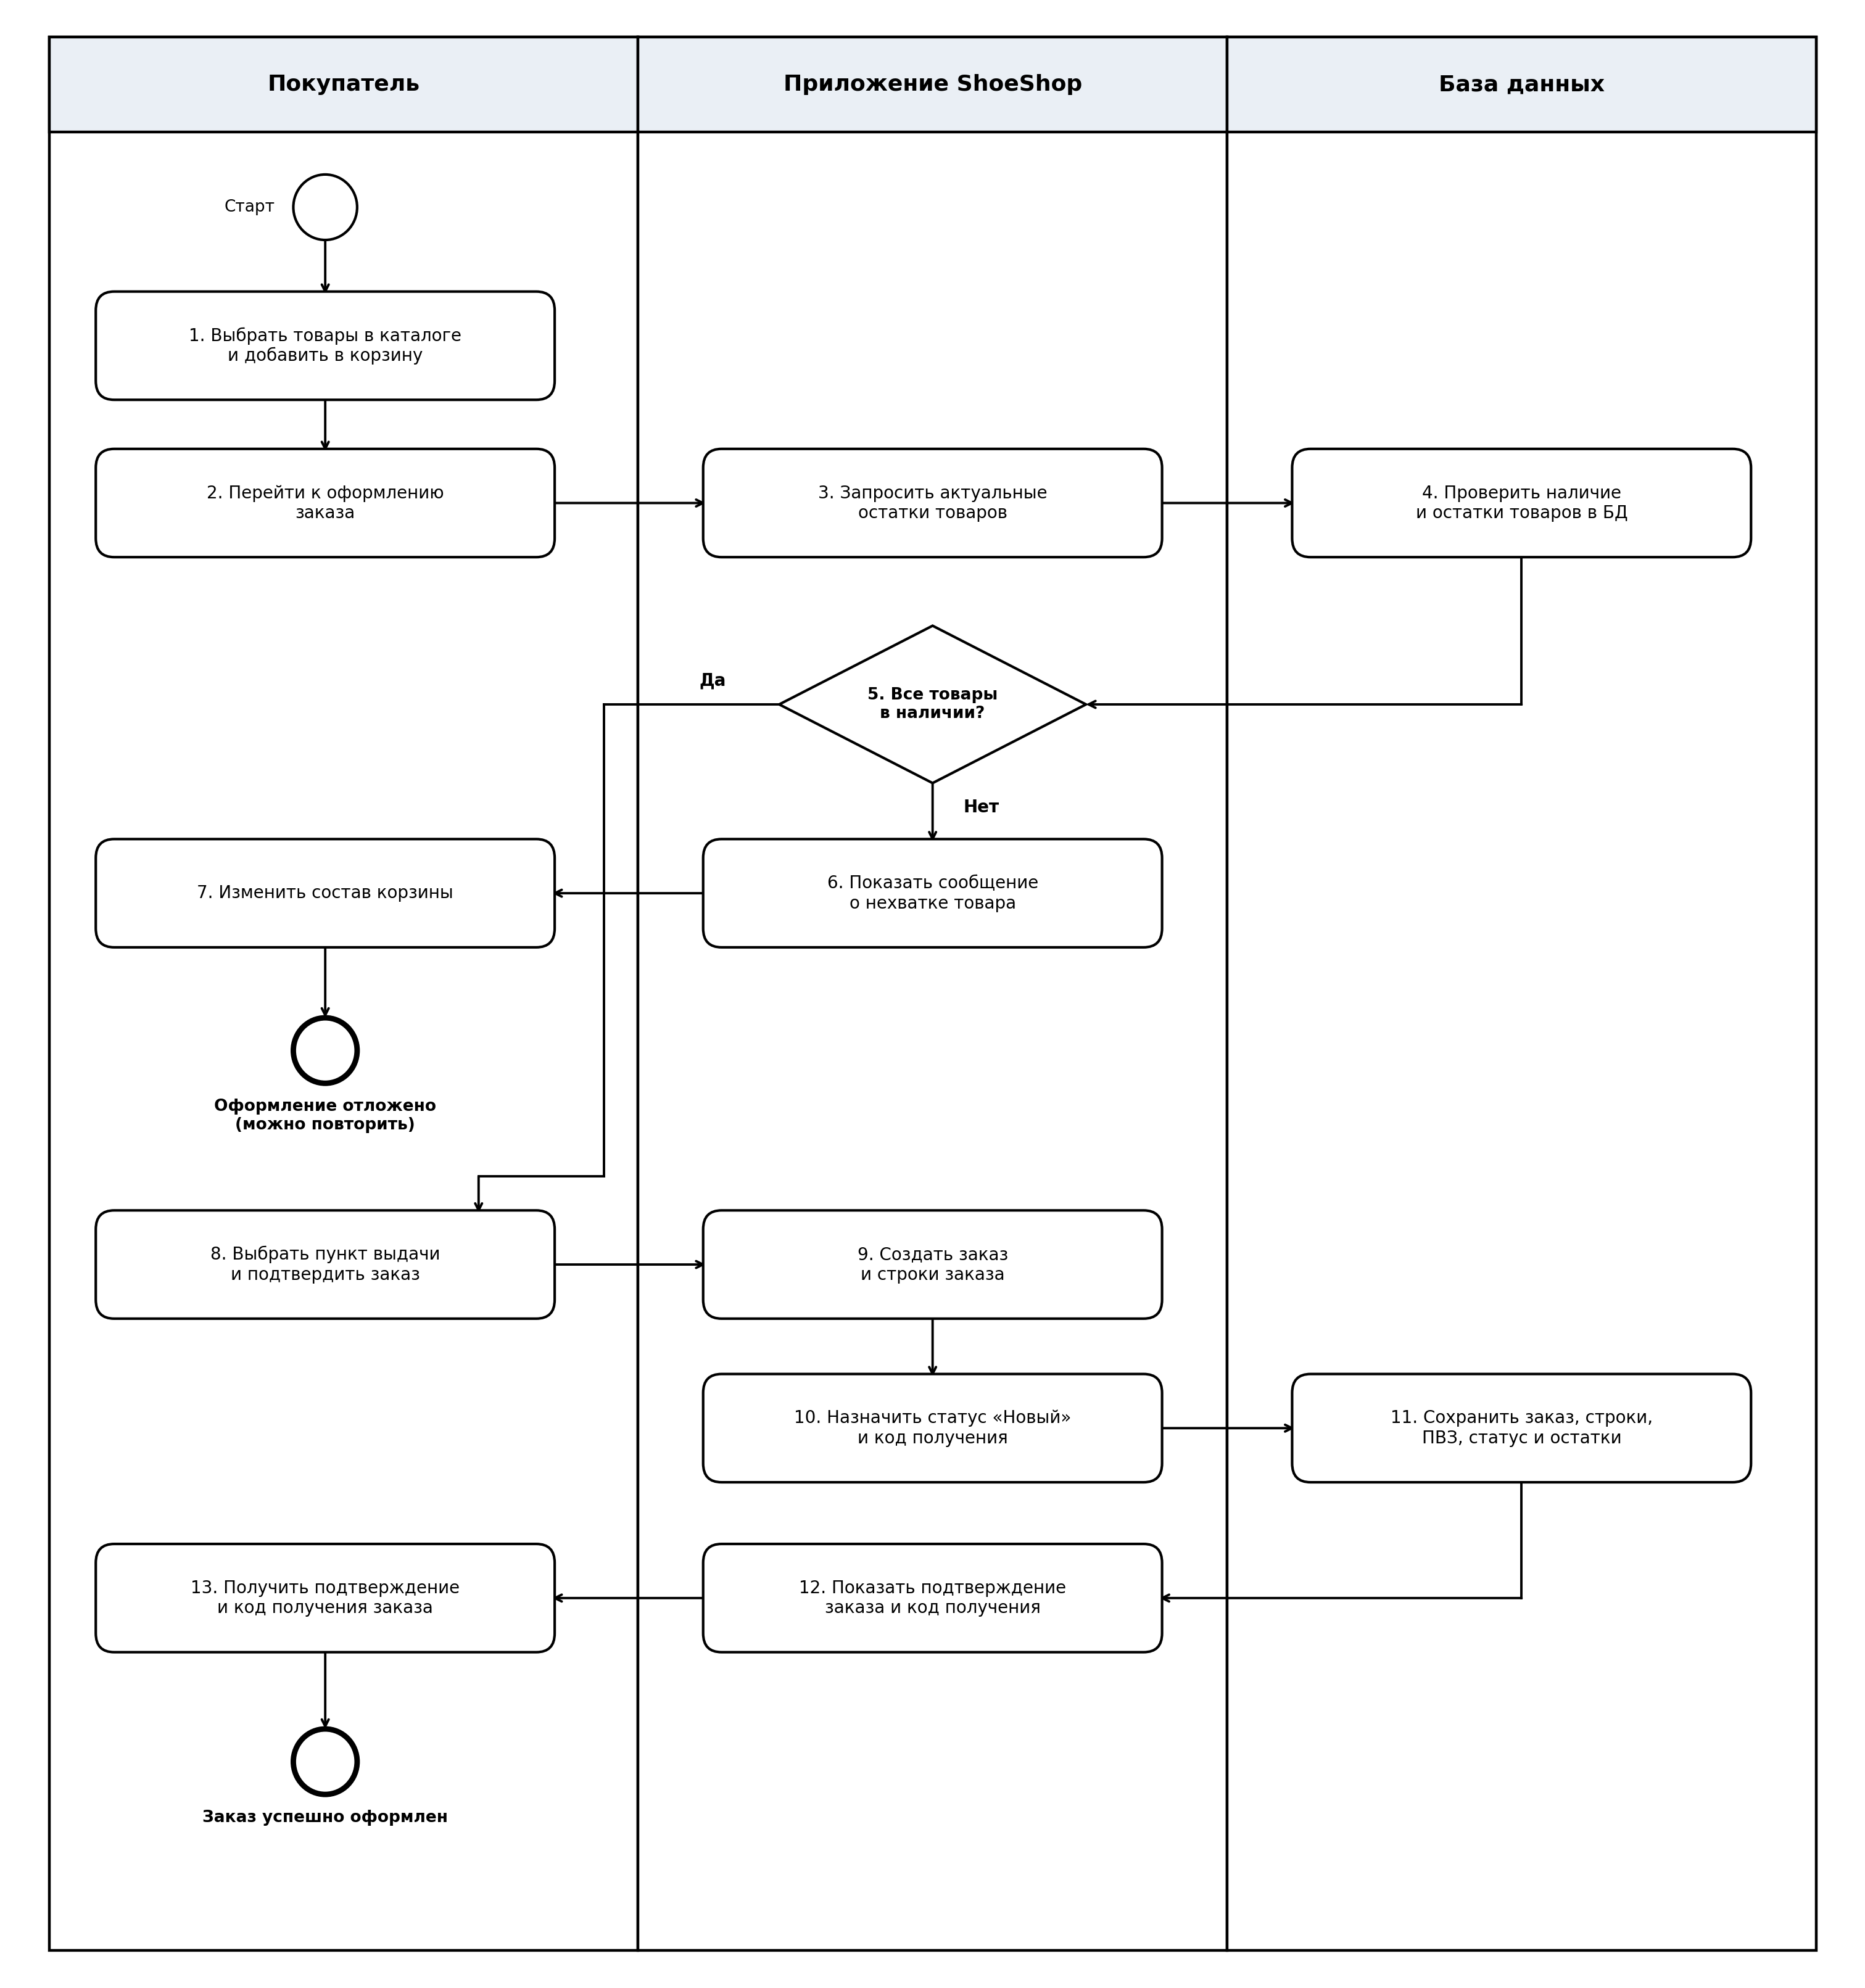 Покупатель
Приложение ShoeShop
База данных
Старт
1. Выбрать товары в каталоге
и добавить в корзину
2. Перейти к оформлению
заказа
3. Запросить актуальные
остатки товаров
4. Проверить наличие
и остатки товаров в БД
Да
5. Все товары
в наличии?
Нет
7. Изменить состав корзины
6. Показать сообщение
о нехватке товара
Оформление отложено
(можно повторить)
8. Выбрать пункт выдачи
и подтвердить заказ
9. Создать заказ
и строки заказа
10. Назначить статус «Новый»
и код получения
11. Сохранить заказ, строки,
ПВЗ, статус и остатки
13. Получить подтверждение
и код получения заказа
12. Показать подтверждение
заказа и код получения
Заказ успешно оформлен